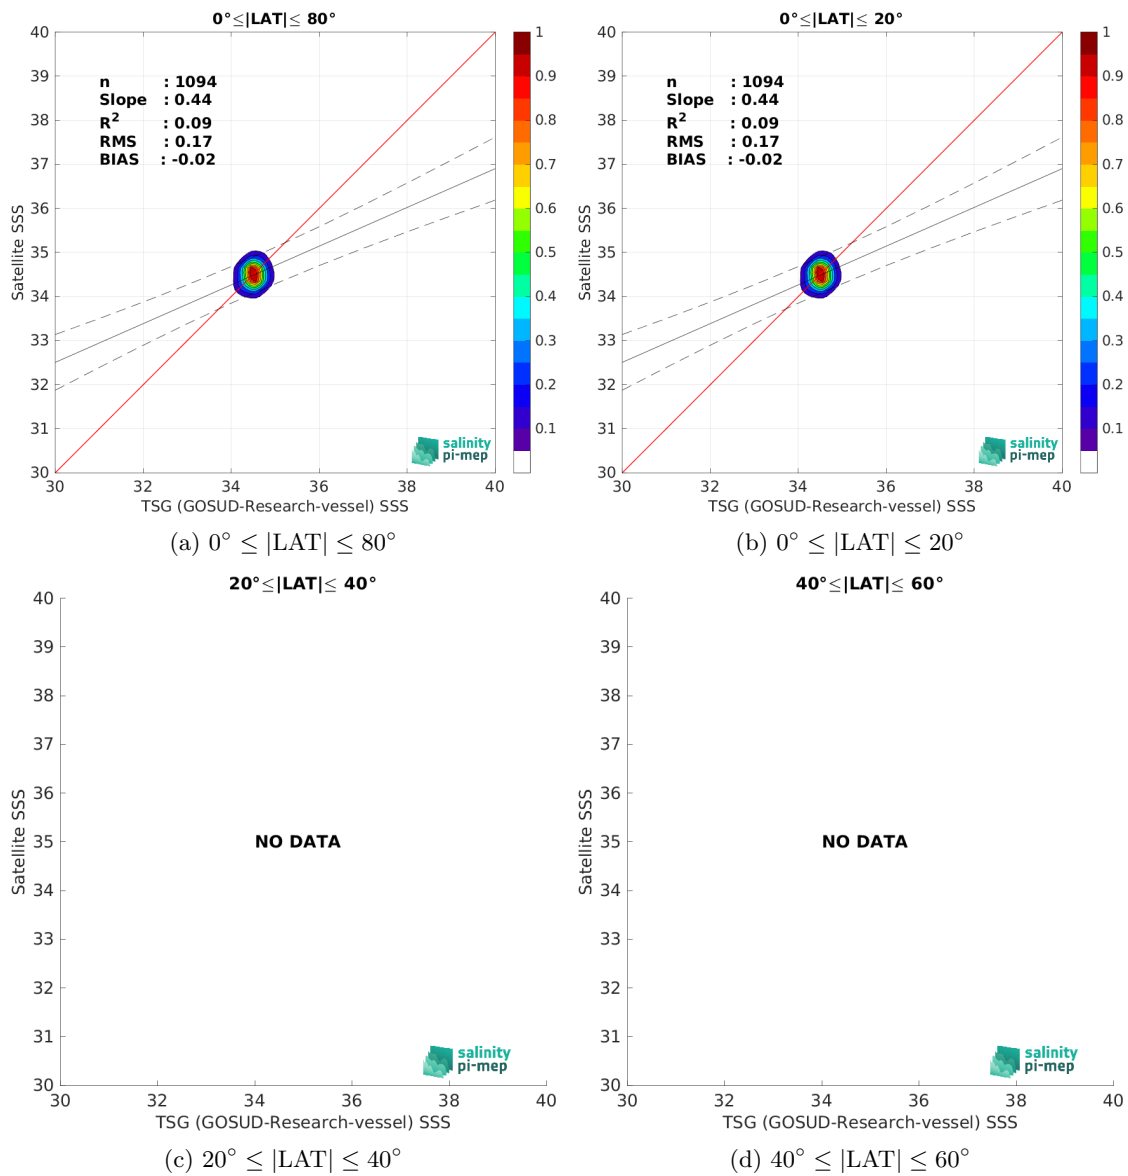 0°≤|LAT|≤ 80°
40
39
38
37
36
35
34
33
32
31
30
Satellite SSS
n : 1094
Slope : 0.44
R² : 0.09
RMS : 0.17
BIAS : -0.02
salinity
pi-mep
30 32 34 36 38 40
TSG (GOSUD-Research-vessel) SSS
1
0.9
0.8
0.7
0.6
0.5
0.4
0.3
0.2
0.1
(a) 0° ≤ |LAT| ≤ 80°
0°≤|LAT|≤ 20°
40
39
38
37
36
35
34
33
32
31
30
Satellite SSS
n : 1094
Slope : 0.44
R² : 0.09
RMS : 0.17
BIAS : -0.02
salinity
pi-mep
30 32 34 36 38 40
TSG (GOSUD-Research-vessel) SSS
1
0.9
0.8
0.7
0.6
0.5
0.4
0.3
0.2
0.1
(b) 0° ≤ |LAT| ≤ 20°
20°≤|LAT|≤ 40°
40
39
38
37
36
35
34
33
32
31
30
Satellite SSS
NO DATA
salinity
pi-mep
30 32 34 36 38 40
TSG (GOSUD-Research-vessel) SSS
(c) 20° ≤ |LAT| ≤ 40°
40°≤|LAT|≤ 60°
40
39
38
37
36
35
34
33
32
31
30
Satellite SSS
NO DATA
salinity
pi-mep
30 32 34 36 38 40
TSG (GOSUD-Research-vessel) SSS
(d) 40° ≤ |LAT| ≤ 60°